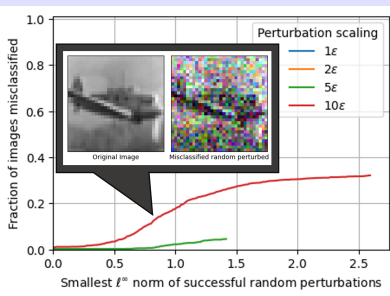 Perturbation scaling
1ε
2ε
5ε
10ε
Original Image
Misclassified random perturbed
Fraction of images misclassified
1.0
0.8
0.6
0.4
0.2
0.0
0.0 0.5 1.0 1.5 2.0 2.5
Smallest ℓ∞ norm of successful random perturbations